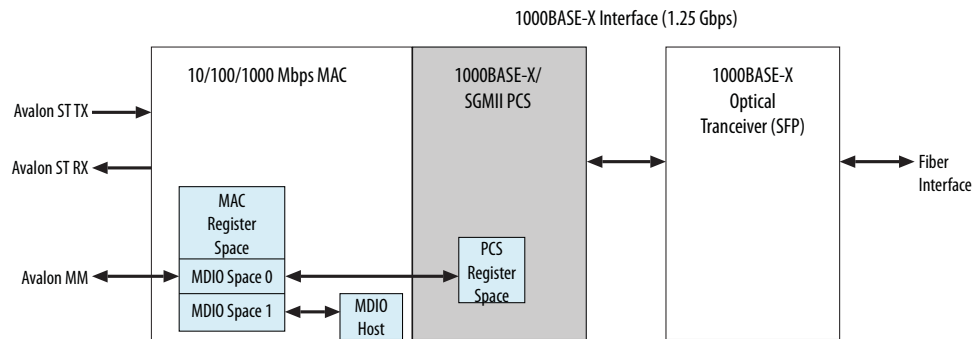 1000BASE-X Interface (1.25 Gbps)
10/100/1000 Mbps MAC
1000BASE-X/
SGMII PCS
1000BASE-X
Optical
Tranceiver (SFP)
Avalon ST TX
Avalon ST RX
Fiber
Interface
MAC
Register
Space
PCS
Register
Space
Avalon MM
MDIO Space 0
MDIO Space 1
MDIO
Host